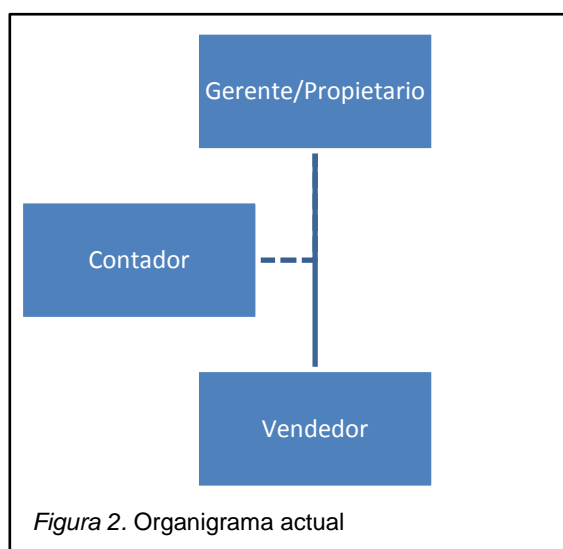 Gerente/Propietario
Contador
Vendedor
Figura 2. Organigrama actual